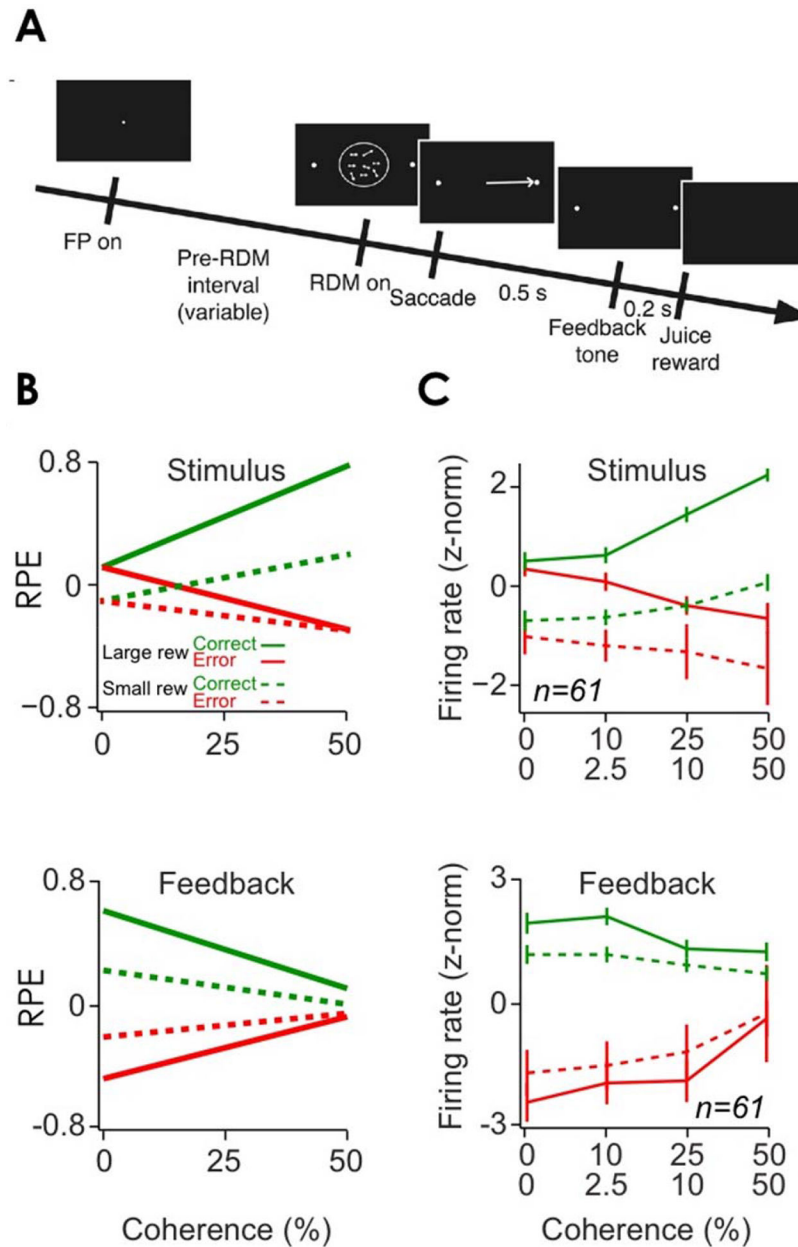 A
FP on
Pre-RDM
interval
(variable)
RDM on
Saccade
0.5 s
Feedback
tone
0.2 s
Juice
reward
B
Stimulus
RPE
0.8
0
−0.8
Large rew Correct
Error
Small rew Correct
Error
0 25 50
Feedback
RPE
0.8
0
-0.8
0 25 50
Coherence (%)
C
Stimulus
Firing rate (z-norm)
2
0
−2
n=61
0 10 25 50
0 2.5 10 50
Feedback
Firing rate (z-norm)
3
0
-3
n=61
0 10 25 50
0 2.5 10 50
Coherence (%)